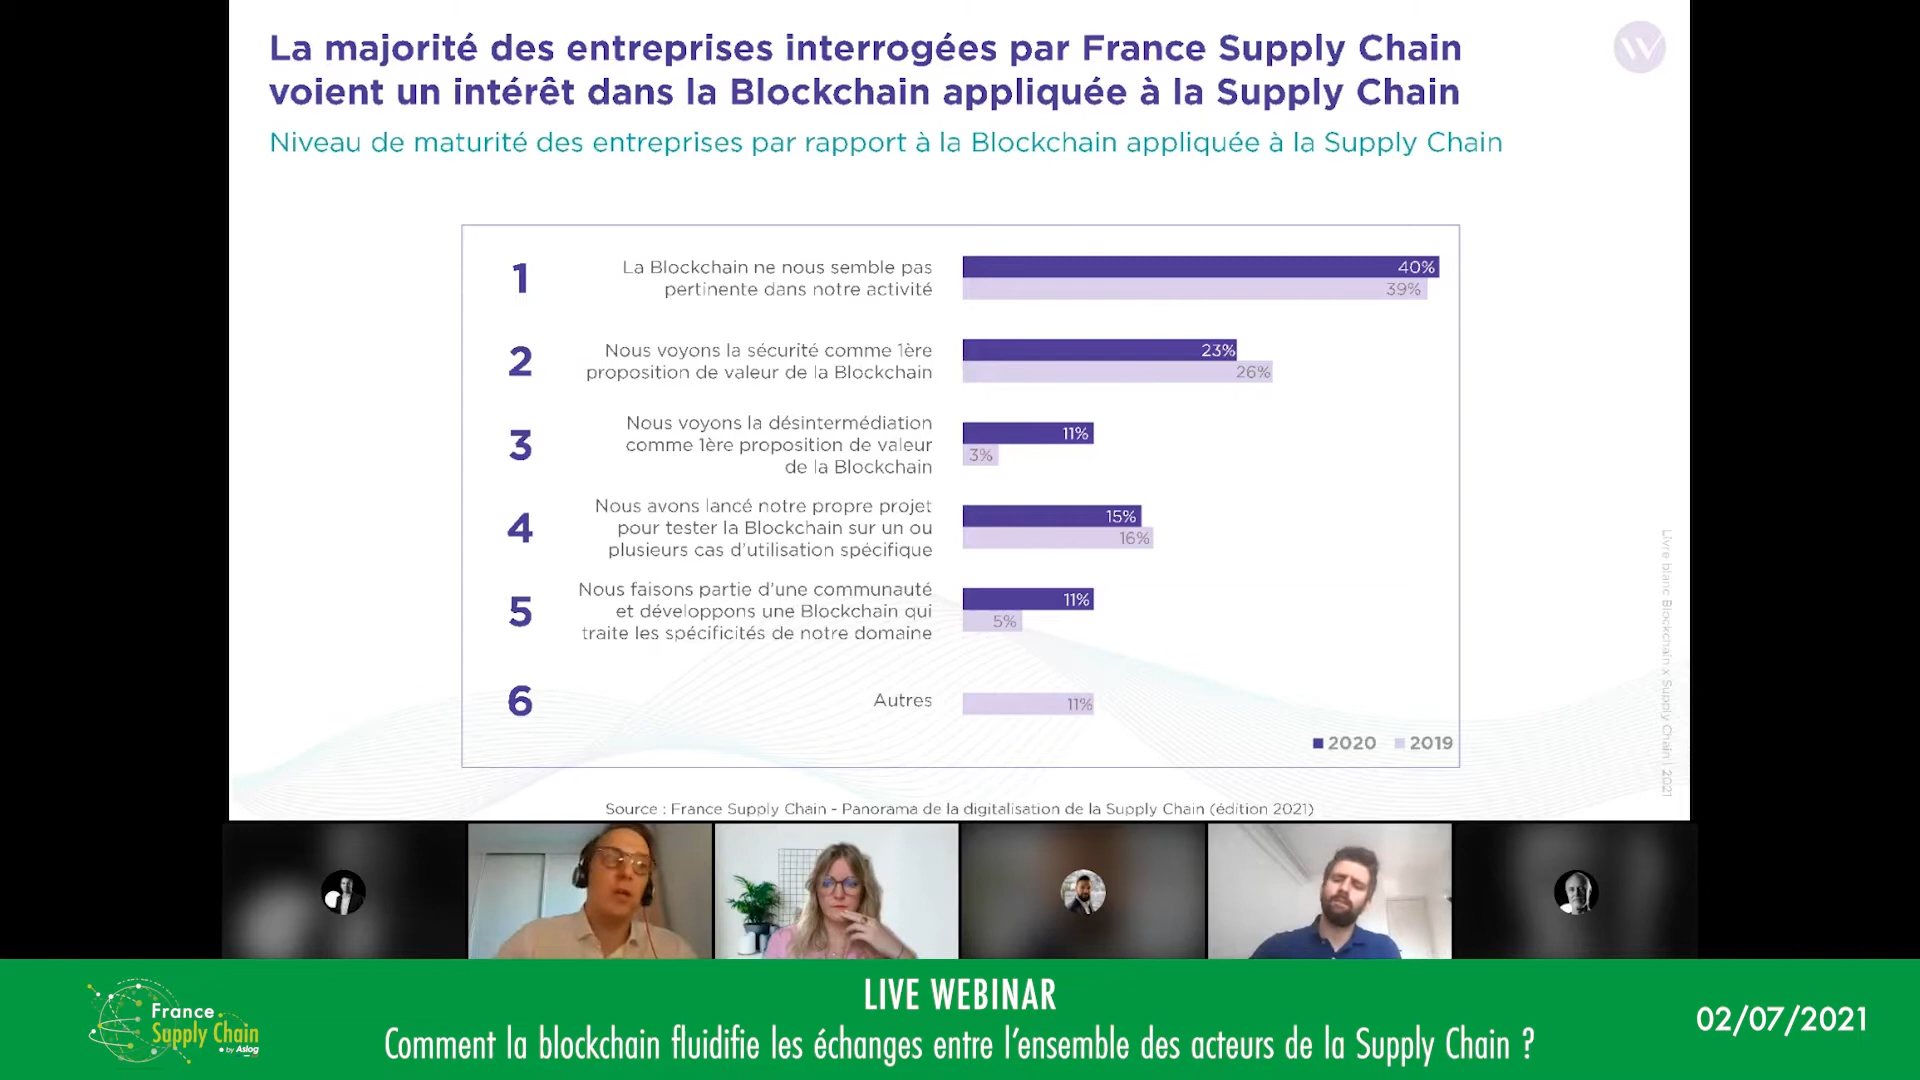 La majorité des entreprises interrogées par France Supply Chain
voient un intérêt dans la Blockchain appliquée à la Supply Chain
Niveau de maturité des entreprises par rapport à la Blockchain appliquée à la Supply Chain
1
La Blockchain ne nous semble pas
pertinente dans notre activité
40%
39%
2
Nous voyons la sécurité comme 1ère
proposition de valeur de la Blockchain
23%
26%
3
Nous voyons la désintermédiation
comme 1ère proposition de valeur
de la Blockchain
11%
3%
4
Nous avons lancé notre propre projet
pour tester la Blockchain sur un ou
plusieurs cas d'utilisation spécifique
15%
16%
5
Nous faisons partie d'une communauté
et développons une Blockchain qui
traite les spécificités de notre domaine
11%
5%
6
Autres
11%
2020 2019
Livre blanc Blockchain x Supply Chain | 2021
Source : France Supply Chain - Panorama de la digitalisation de la Supply Chain (édition 2021)
France
Supply Chain
by Aslog
LIVE WEBINAR
Comment la blockchain fluidifie les échanges entre l'ensemble des acteurs de la Supply Chain ?
02/07/2021